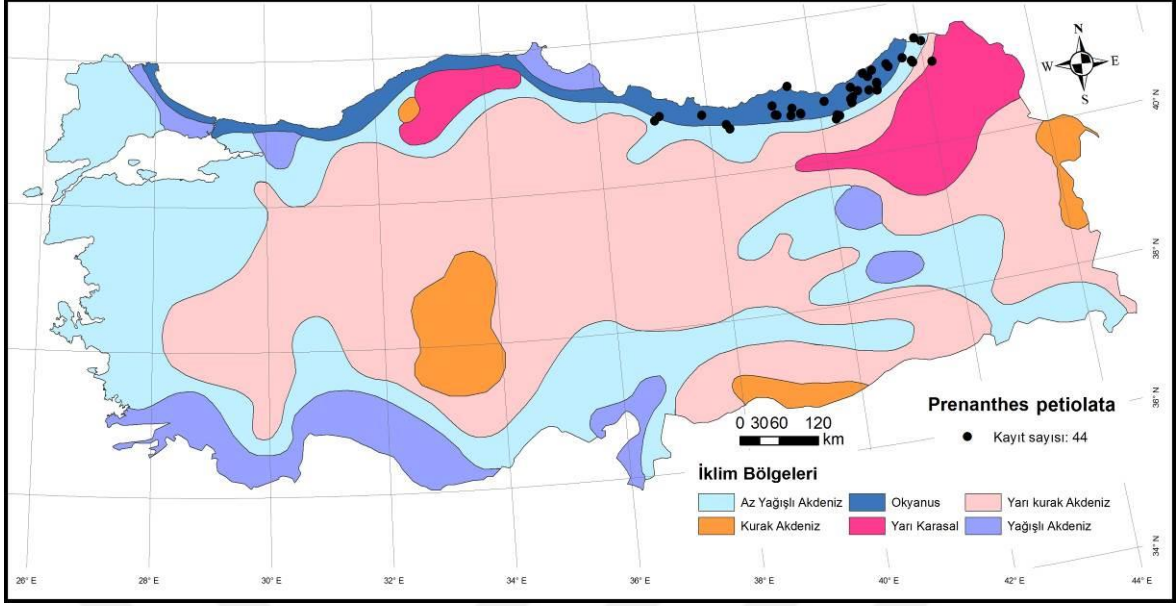 N
W E
S
44° E
40° N
38° N
36° N
34° N
Prenanthes petiolata
0 30 60 120
km
Kayıt sayısı: 44
İklim Bölgeleri
Az Yağışlı Akdeniz
Okyanus
Yarı kurak Akdeniz
Kurak Akdeniz
Yarı Karasal
Yağışlı Akdeniz
26° E
28° E
30° E
32° E
34° E
36° E
38° E
40° E
42° E
44° E